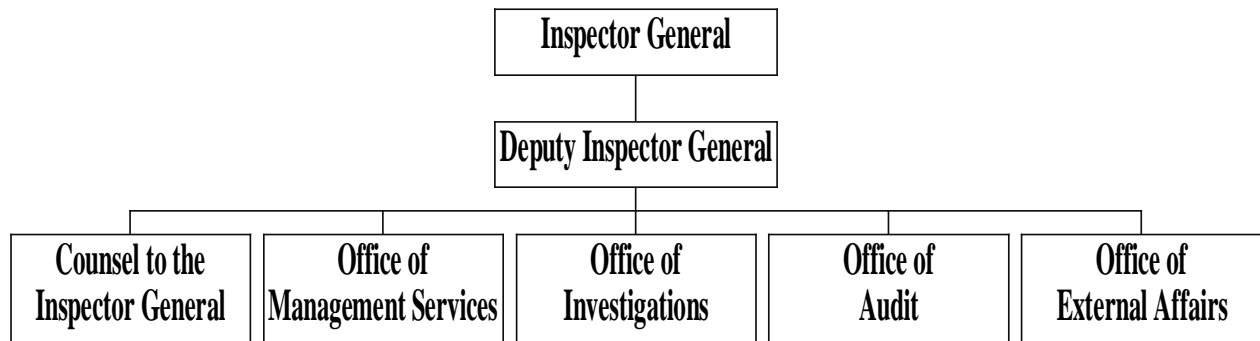 Inspector General
Deputy Inspector General
Counsel to the
Inspector General
Office of
Management Services
Office of
Investigations
Office of
Audit
Office of
External Affairs